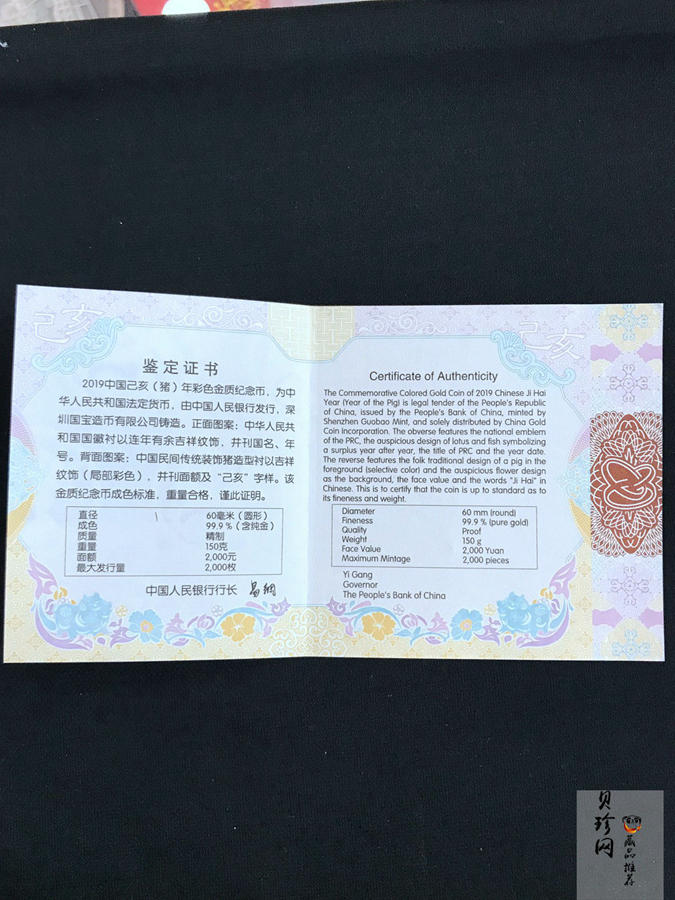 己亥
鉴定证书
2019中国己亥（猪）年彩色金质纪念币，为中
华人民共和国法定货币，由中国人民银行发行，深
圳国宝造币有限公司铸造。正面图案：中华人民共
和国国徽衬以连年有余吉祥纹饰，并刊国名、年
号。背面图案：中国民间传统装饰猪造型衬以吉祥
纹饰（局部彩色），并刊面额及“己亥”字样。该
金质纪念币成色标准，重量合格，谨此证明。
直径 60毫米（圆形）
成色 99.9％（含纯金）
质量 精制
重量 150克
面额 2,000元
最大发行量 2,000枚
中国人民银行行长 易纲
己亥
Certificate of Authenticity
The Commemorative Colored Gold Coin of 2019 Chinese Ji Hai
Year (Year of the Pig) is legal tender of the People's Republic
of China, issued by the People's Bank of China, minted by
Shenzhen Guobao Mint, and solely distributed by China Gold
Coin Incorporation. The obverse features the national emblem
of the PRC, the auspicious design of lotus and fish symbolizing
a surplus year after year, the title of PRC and the year date.
The reverse features the folk traditional design of a pig in the
foreground (selective color) and the auspicious flower design
as the background, the face value and the words "Ji Hai" in
Chinese. This is to certify that the coin is up to standard as to
its fineness and weight.
Diameter 60 mm (round)
Fineness 99.9 % (pure gold)
Quality Proof
Weight 150 g
Face Value 2,000 Yuan
Maximum Mintage 2,000 pieces
Yi Gang
Governor
The People's Bank of China
贝珍网
藏品推荐